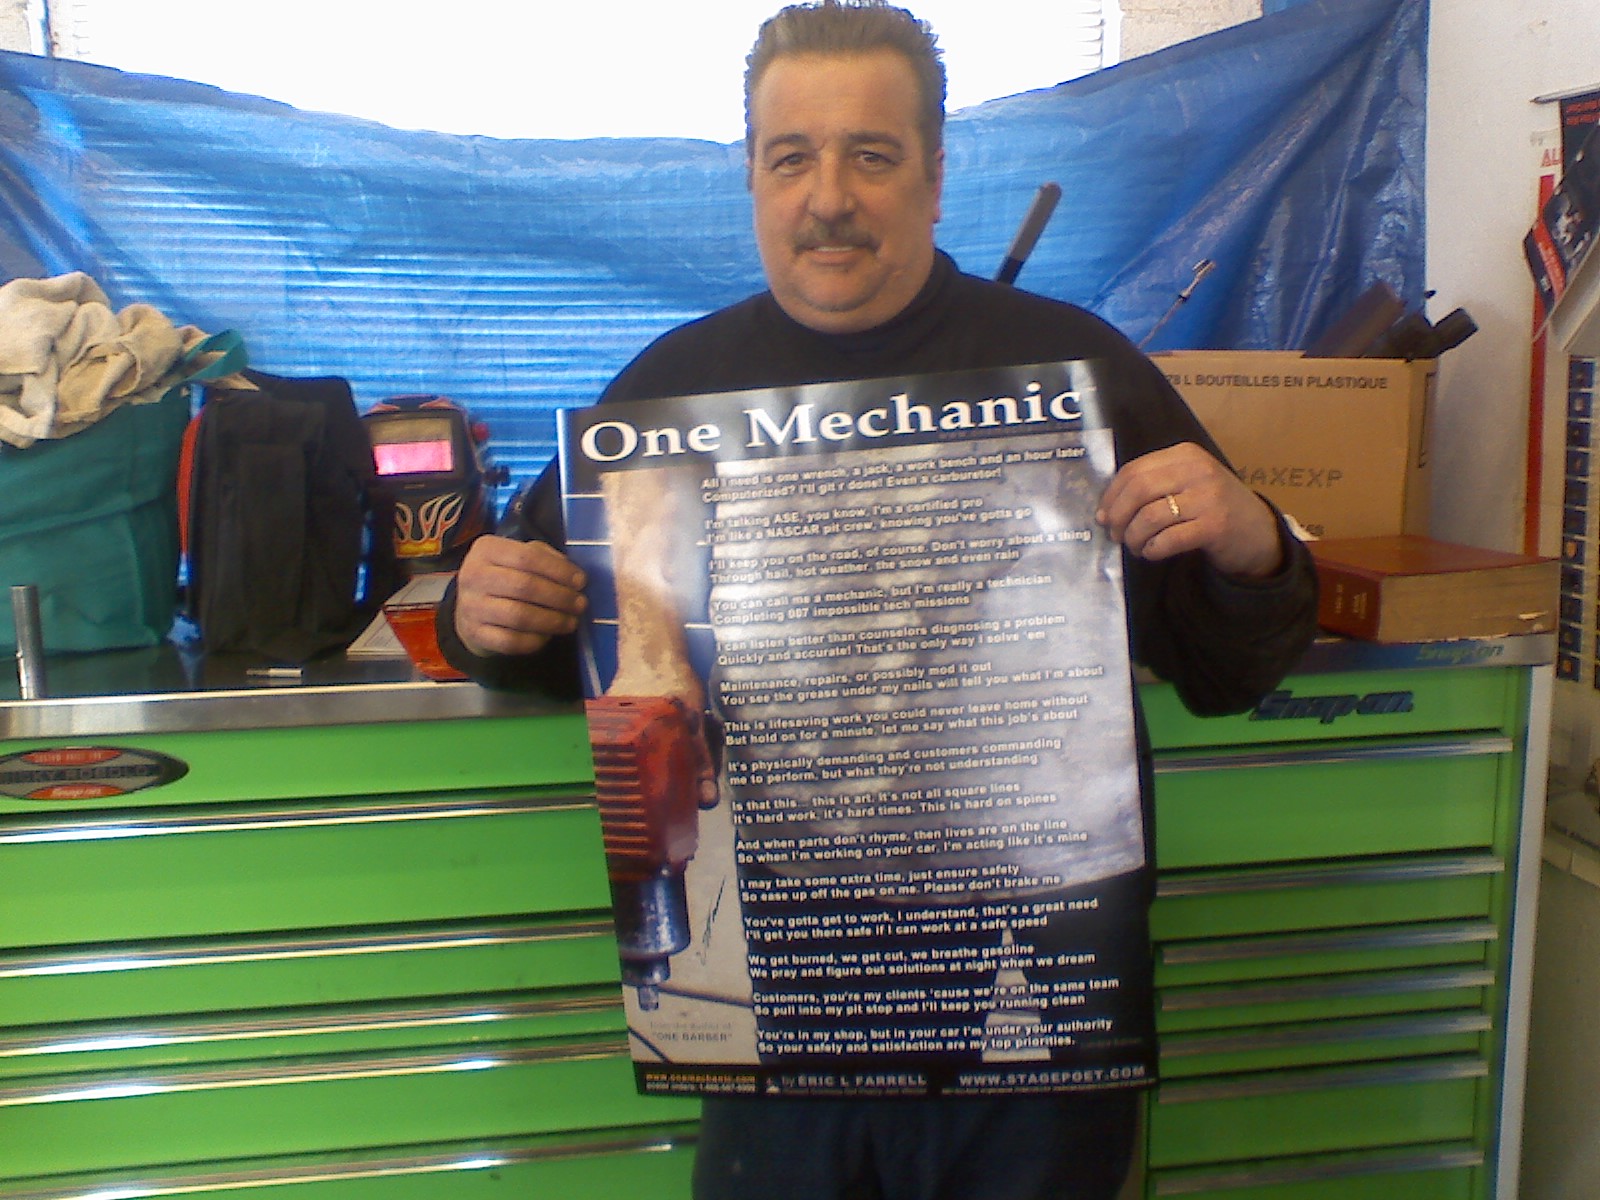 One Mechanic
All I need is one wrench, a jack, a work bench and an hour later
Computerized? I'll git r done! Even a carburetor!
I'm talking ASE, you know, I'm a certified pro
I'm like a NASCAR pit crew, knowing you've gotta go
I'll keep you on the road, of course. Don't worry about a thing
Through hail, hot weather, the snow and even rain
You can call me a mechanic, but I'm really a technician
Completing 007 impossible tech missions
I can listen better than counselors diagnosing a problem
Quickly and accurate! That's the only way I solve 'em
Maintenance, repairs, or possibly mod it out
You see the grease under my nails will tell you what I'm about
This is lifesaving work you could never leave home without
But hold on for a minute, let me say what this job's about
It's physically demanding and customers commanding
me to perform, but what they're not understanding
Is that this... this is art. It's not all square lines
It's hard work, it's hard times. This is hard on spines
And when parts don't rhyme, then lives are on the line
So when I'm working on your car, I'm acting like it's mine
I may take some extra time, just ensure safety
So ease up off the gas on me. Please don't brake me
You've gotta get to work, I understand, that's a great need
I'll get you there safe if I can work at a safe speed
We get burned, we get cut, we breathe gasoline
We pray and figure out solutions at night when we dream
Customers, you're my clients 'cause we're on the same team
So pull into my pit stop and I'll keep you running clean
You're in my shop, but in your car I'm under your authority
So your safety and satisfaction are my top priorities.
from the author of
"ONE BARBER"
www.onemechanic.com
by ERIC L FARRELL
WWW.STAGEPOET.COM
78 L BOUTEILLES EN PLASTIQUE
MAXEXP
Snap-on
Snap-on
AL